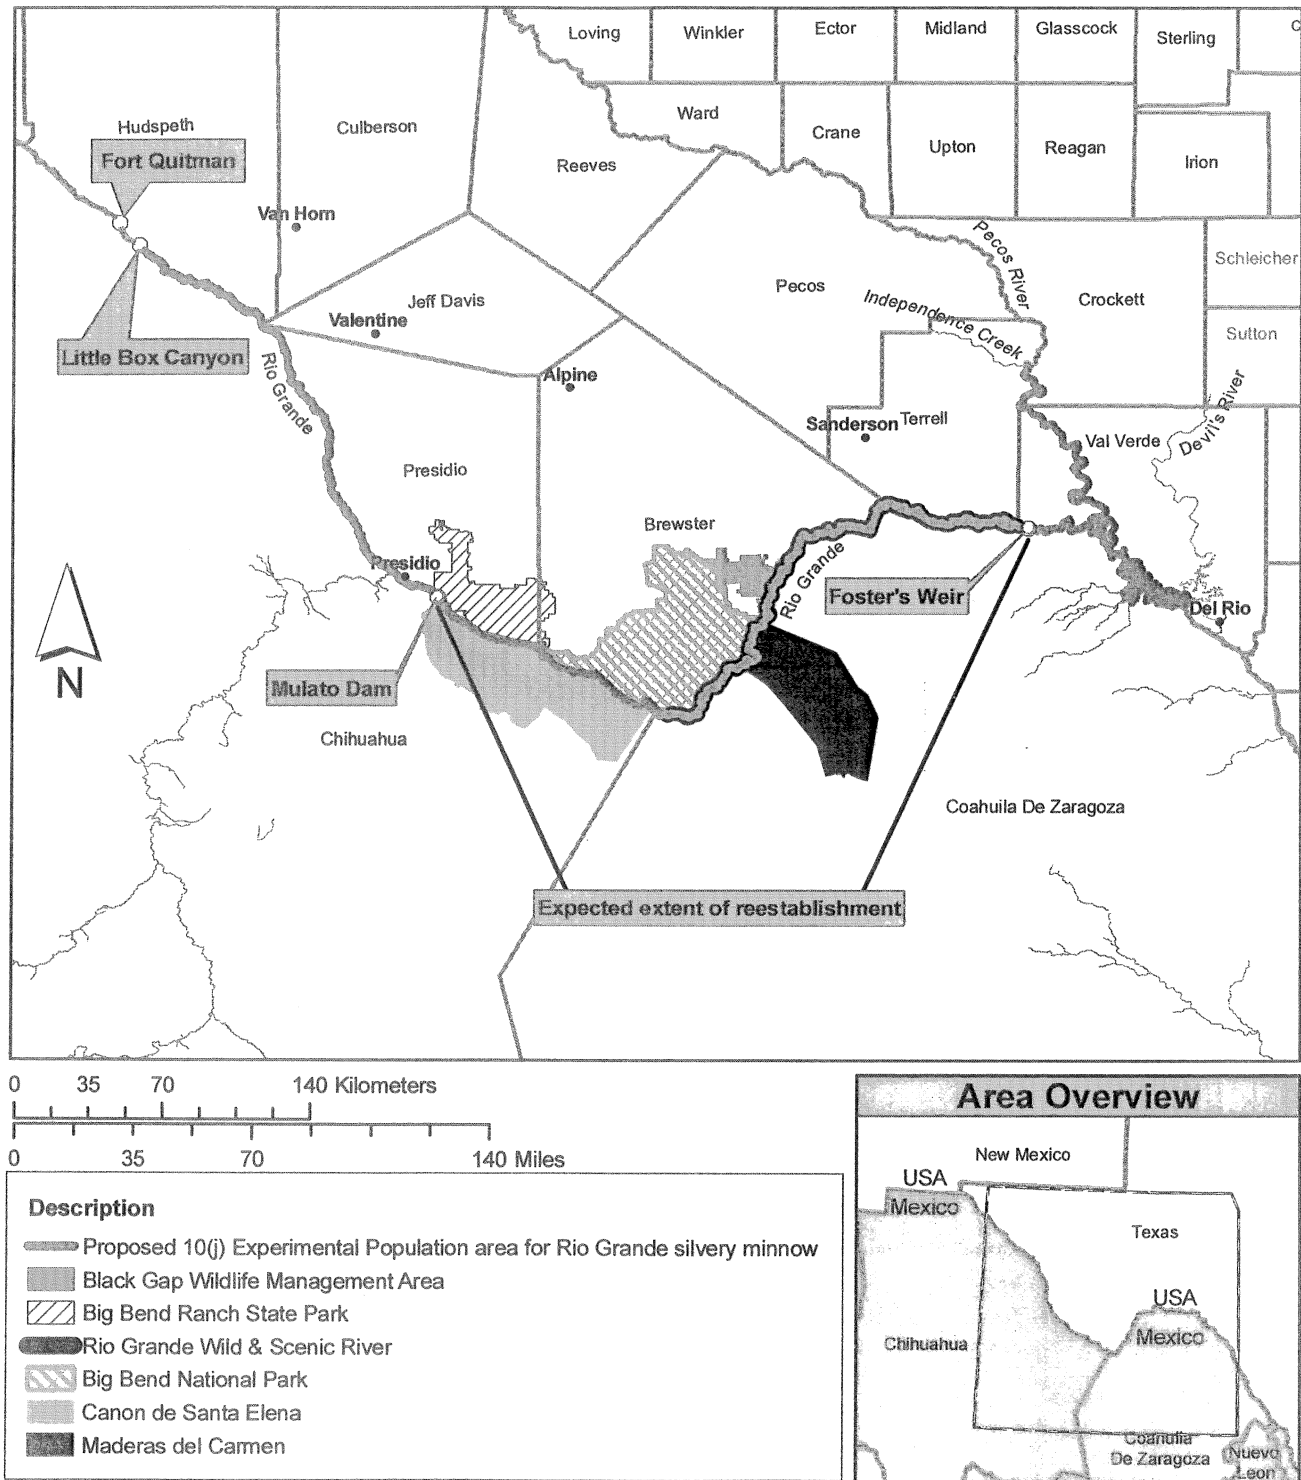 Loving
Winkler
Ector
Midland
Glasscock
Sterling
C
Hudspeth
Culberson
Ward
Crane
Upton
Reagan
Irion
Fort Quitman
Reeves
Van Horn
Pecos River
Schleicher
Jeff Davis
Pecos
Independence Creek
Crockett
Valentine
Sutton
Little Box Canyon
Rio Grande
Alpine
Sanderson
Terrell
Val Verde
Devil's River
Presidio
Brewster
Presidio
Rio Grande
Foster's Weir
Del Rio
N
Mulato Dam
Chihuahua
Coahuila De Zaragoza
Expected extent of reestablishment
0 35 70 140 Kilometers
0 35 70 140 Miles
Description
Proposed 10(j) Experimental Population area for Rio Grande silvery minnow
Black Gap Wildlife Management Area
Big Bend Ranch State Park
Rio Grande Wild & Scenic River
Big Bend National Park
Canon de Santa Elena
Maderas del Carmen
Area Overview
New Mexico
USA
Mexico
Texas
USA
Mexico
Chihuahua
Coahuila
De Zaragoza
Nuevo
Leon